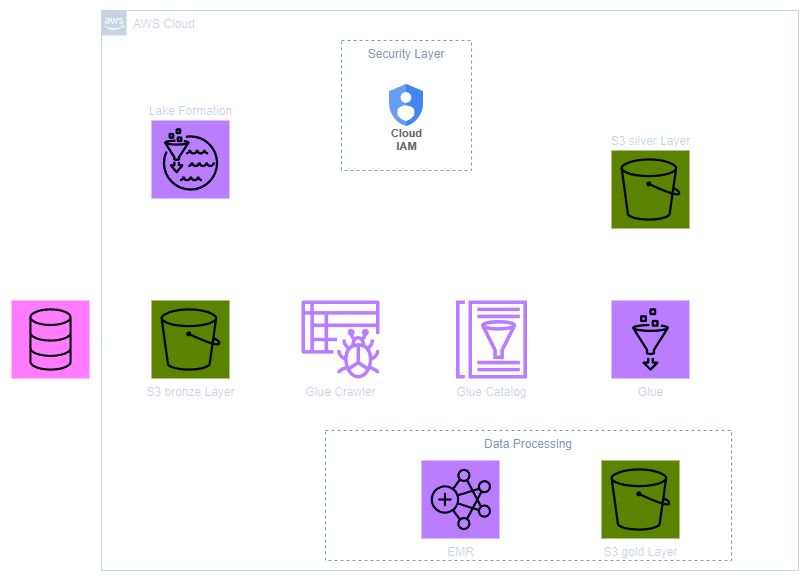 aws
AWS Cloud
Security Layer
Cloud
IAM
Lake Formation
S3 silver Layer
S3 bronze Layer
Glue Crawler
Glue Catalog
Glue
Data Processing
EMR
S3 gold Layer